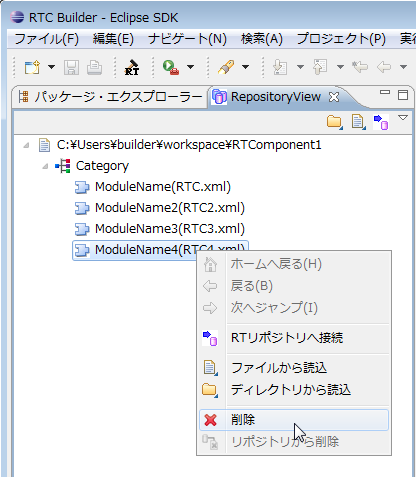 RTC Builder - Eclipse SDK
ファイル(F) 編集(E) ナビゲート(N) 検索(A) プロジェクト(P) 実行
RT
パッケージ・エクスプローラー RepositoryView
C:¥Users¥builder¥workspace¥RTComponent1
Category
ModuleName(RTC.xml)
ModuleName2(RTC2.xml)
ModuleName3(RTC3.xml)
ModuleName4(RTC4.xml)
ホームへ戻る(H)
戻る(B)
次へジャンプ(I)
RTリポジトリへ接続
ファイルから読込
ディレクトリから読込
削除
リポジトリから削除